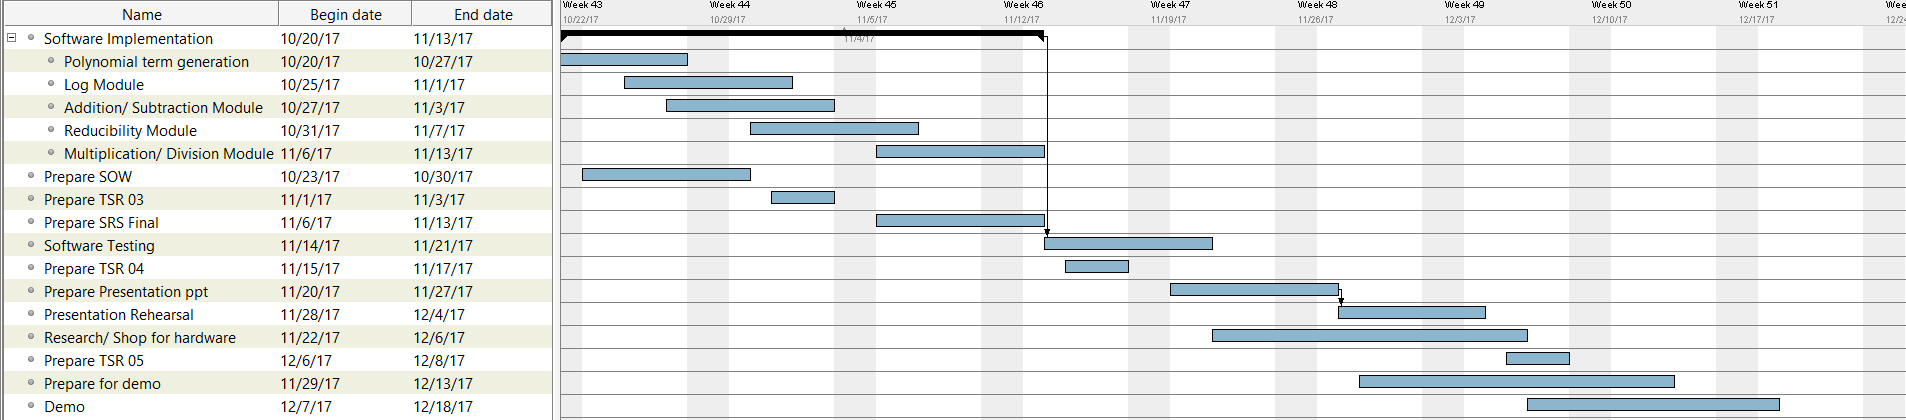 Name Begin date End date
Week 43 Week 44 Week 45 Week 46 Week 47 Week 48 Week 49 Week 50 Week 51 Wee
10/22/17 10/29/17 11/5/17 11/12/17 11/19/17 11/26/17 12/3/17 12/10/17 12/17/17 12/24
Software Implementation 10/20/17 11/13/17
11/4/17
Polynomial term generation 10/20/17 10/27/17
Log Module 10/25/17 11/1/17
Addition/ Subtraction Module 10/27/17 11/3/17
Reducibility Module 10/31/17 11/7/17
Multiplication/ Division Module 11/6/17 11/13/17
Prepare SOW 10/23/17 10/30/17
Prepare TSR 03 11/1/17 11/3/17
Prepare SRS Final 11/6/17 11/13/17
Software Testing 11/14/17 11/21/17
Prepare TSR 04 11/15/17 11/17/17
Prepare Presentation ppt 11/20/17 11/27/17
Presentation Rehearsal 11/28/17 12/4/17
Research/ Shop for hardware 11/22/17 12/6/17
Prepare TSR 05 12/6/17 12/8/17
Prepare for demo 11/29/17 12/13/17
Demo 12/7/17 12/18/17